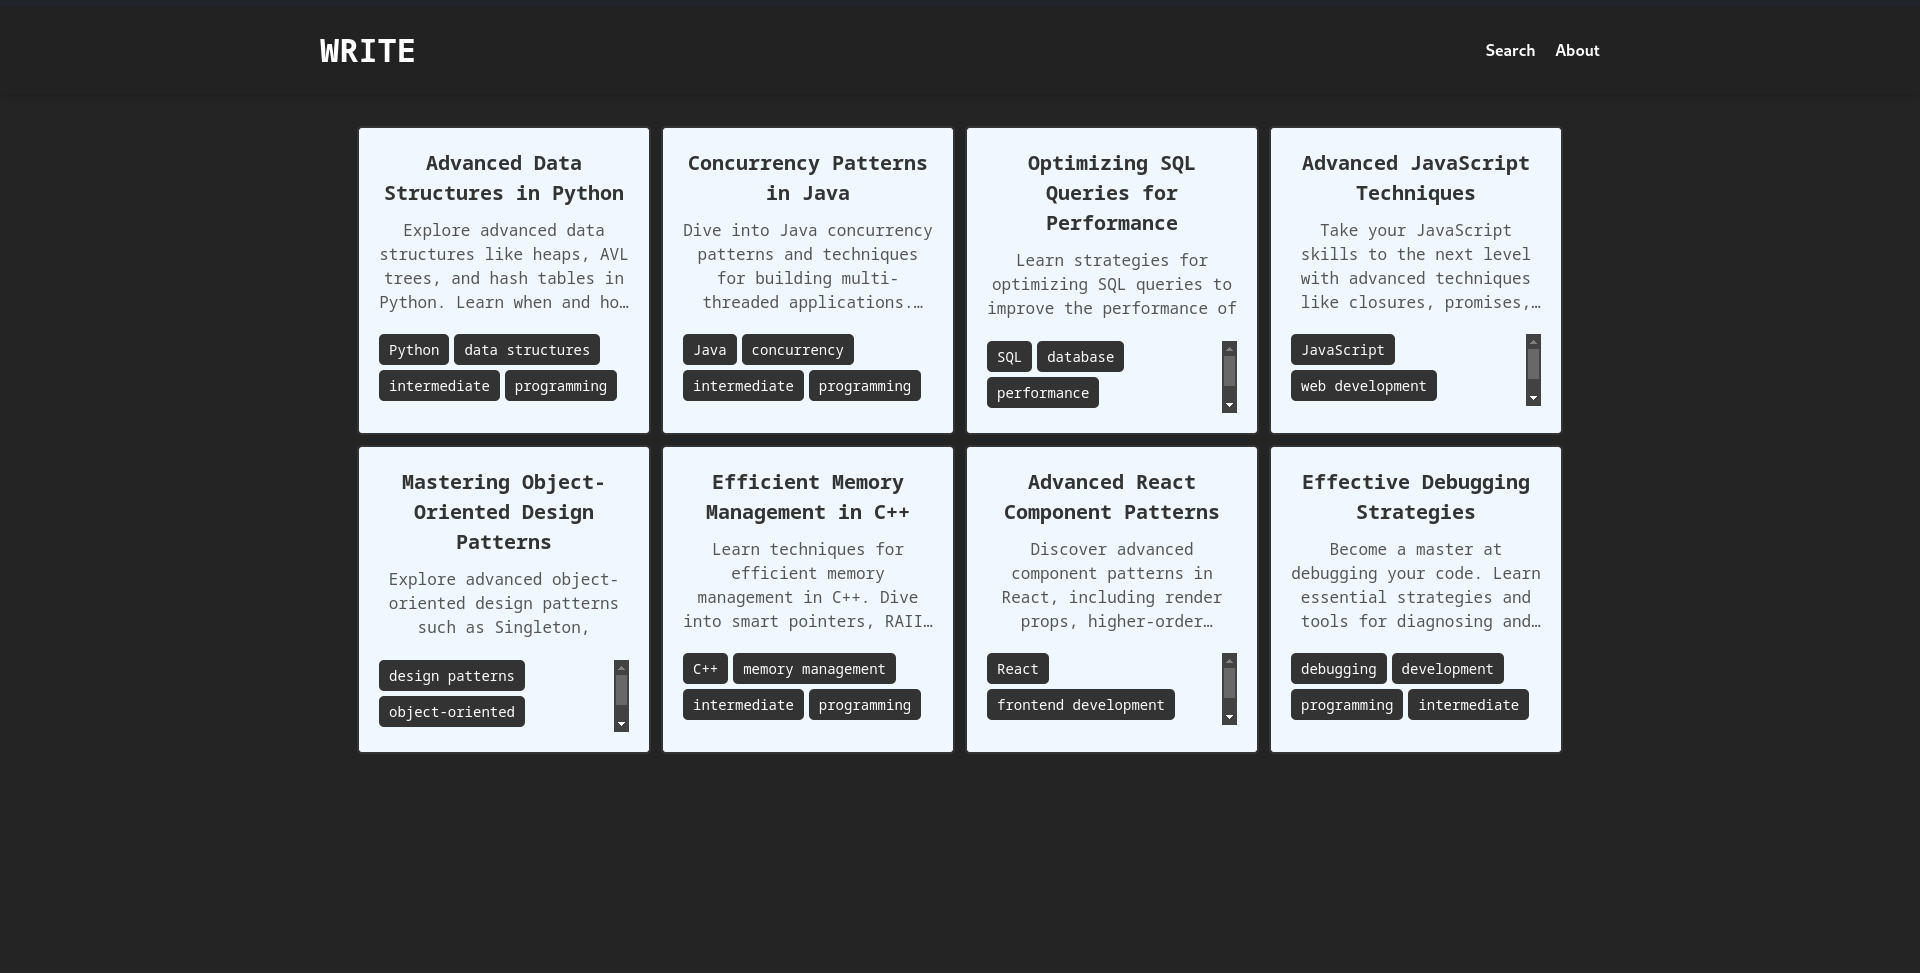 WRITE
Search About
Advanced Data
Structures in Python
Explore advanced data
structures like heaps, AVL
trees, and hash tables in
Python. Learn when and ho…
Python data structures
intermediate programming
Concurrency Patterns
in Java
Dive into Java concurrency
patterns and techniques
for building multi-
threaded applications.…
Java concurrency
intermediate programming
Optimizing SQL
Queries for
Performance
Learn strategies for
optimizing SQL queries to
improve the performance of
SQL database
performance
Advanced JavaScript
Techniques
Take your JavaScript
skills to the next level
with advanced techniques
like closures, promises,…
JavaScript
web development
Mastering Object-
Oriented Design
Patterns
Explore advanced object-
oriented design patterns
such as Singleton,
design patterns
object-oriented
Efficient Memory
Management in C++
Learn techniques for
efficient memory
management in C++. Dive
into smart pointers, RAII…
C++ memory management
intermediate programming
Advanced React
Component Patterns
Discover advanced
component patterns in
React, including render
props, higher-order…
React
frontend development
Effective Debugging
Strategies
Become a master at
debugging your code. Learn
essential strategies and
tools for diagnosing and…
debugging development
programming intermediate